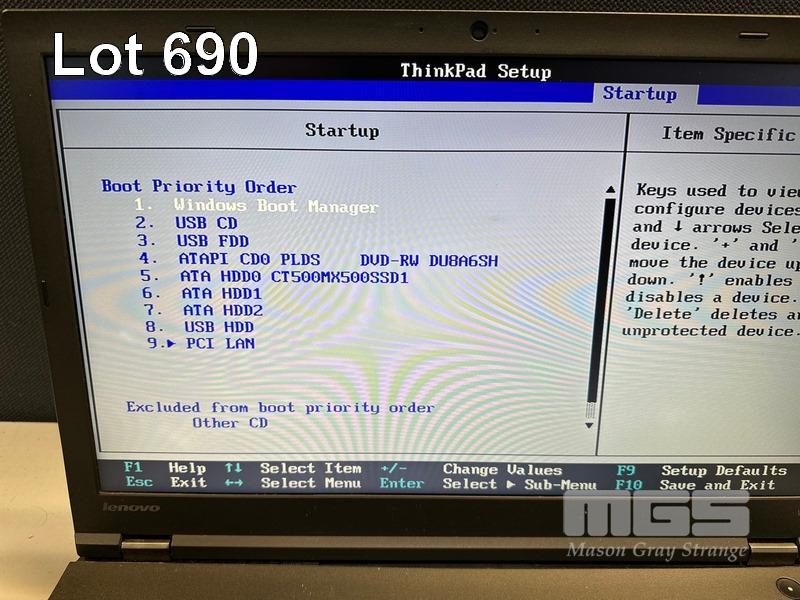 Lot 690
ThinkPad Setup
Startup
Startup
Item Specific
Boot Priority Order
1. Windows Boot Manager
2. USB CD
3. USB FDD
4. ATAPI CD0 PLDS DVD-RW DU8A6SH
5. ATA HDD0 CT500MX500SSD1
6. ATA HDD1
7. ATA HDD2
8. USB HDD
9.▸ PCI LAN
Excluded from boot priority order
Other CD
Keys used to view
configure devices
and ↓ arrows Sele
device. '+' and '
move the device up
down. '!' enables
disables a device.
'Delete' deletes an
unprotected device.
F1 Help ↑↓ Select Item +/- Change Values F9 Setup Defaults
Esc Exit ↔ Select Menu Enter Select ▸ Sub-Menu F10 Save and Exit
lenovo
MGS
Mason Gray Strange